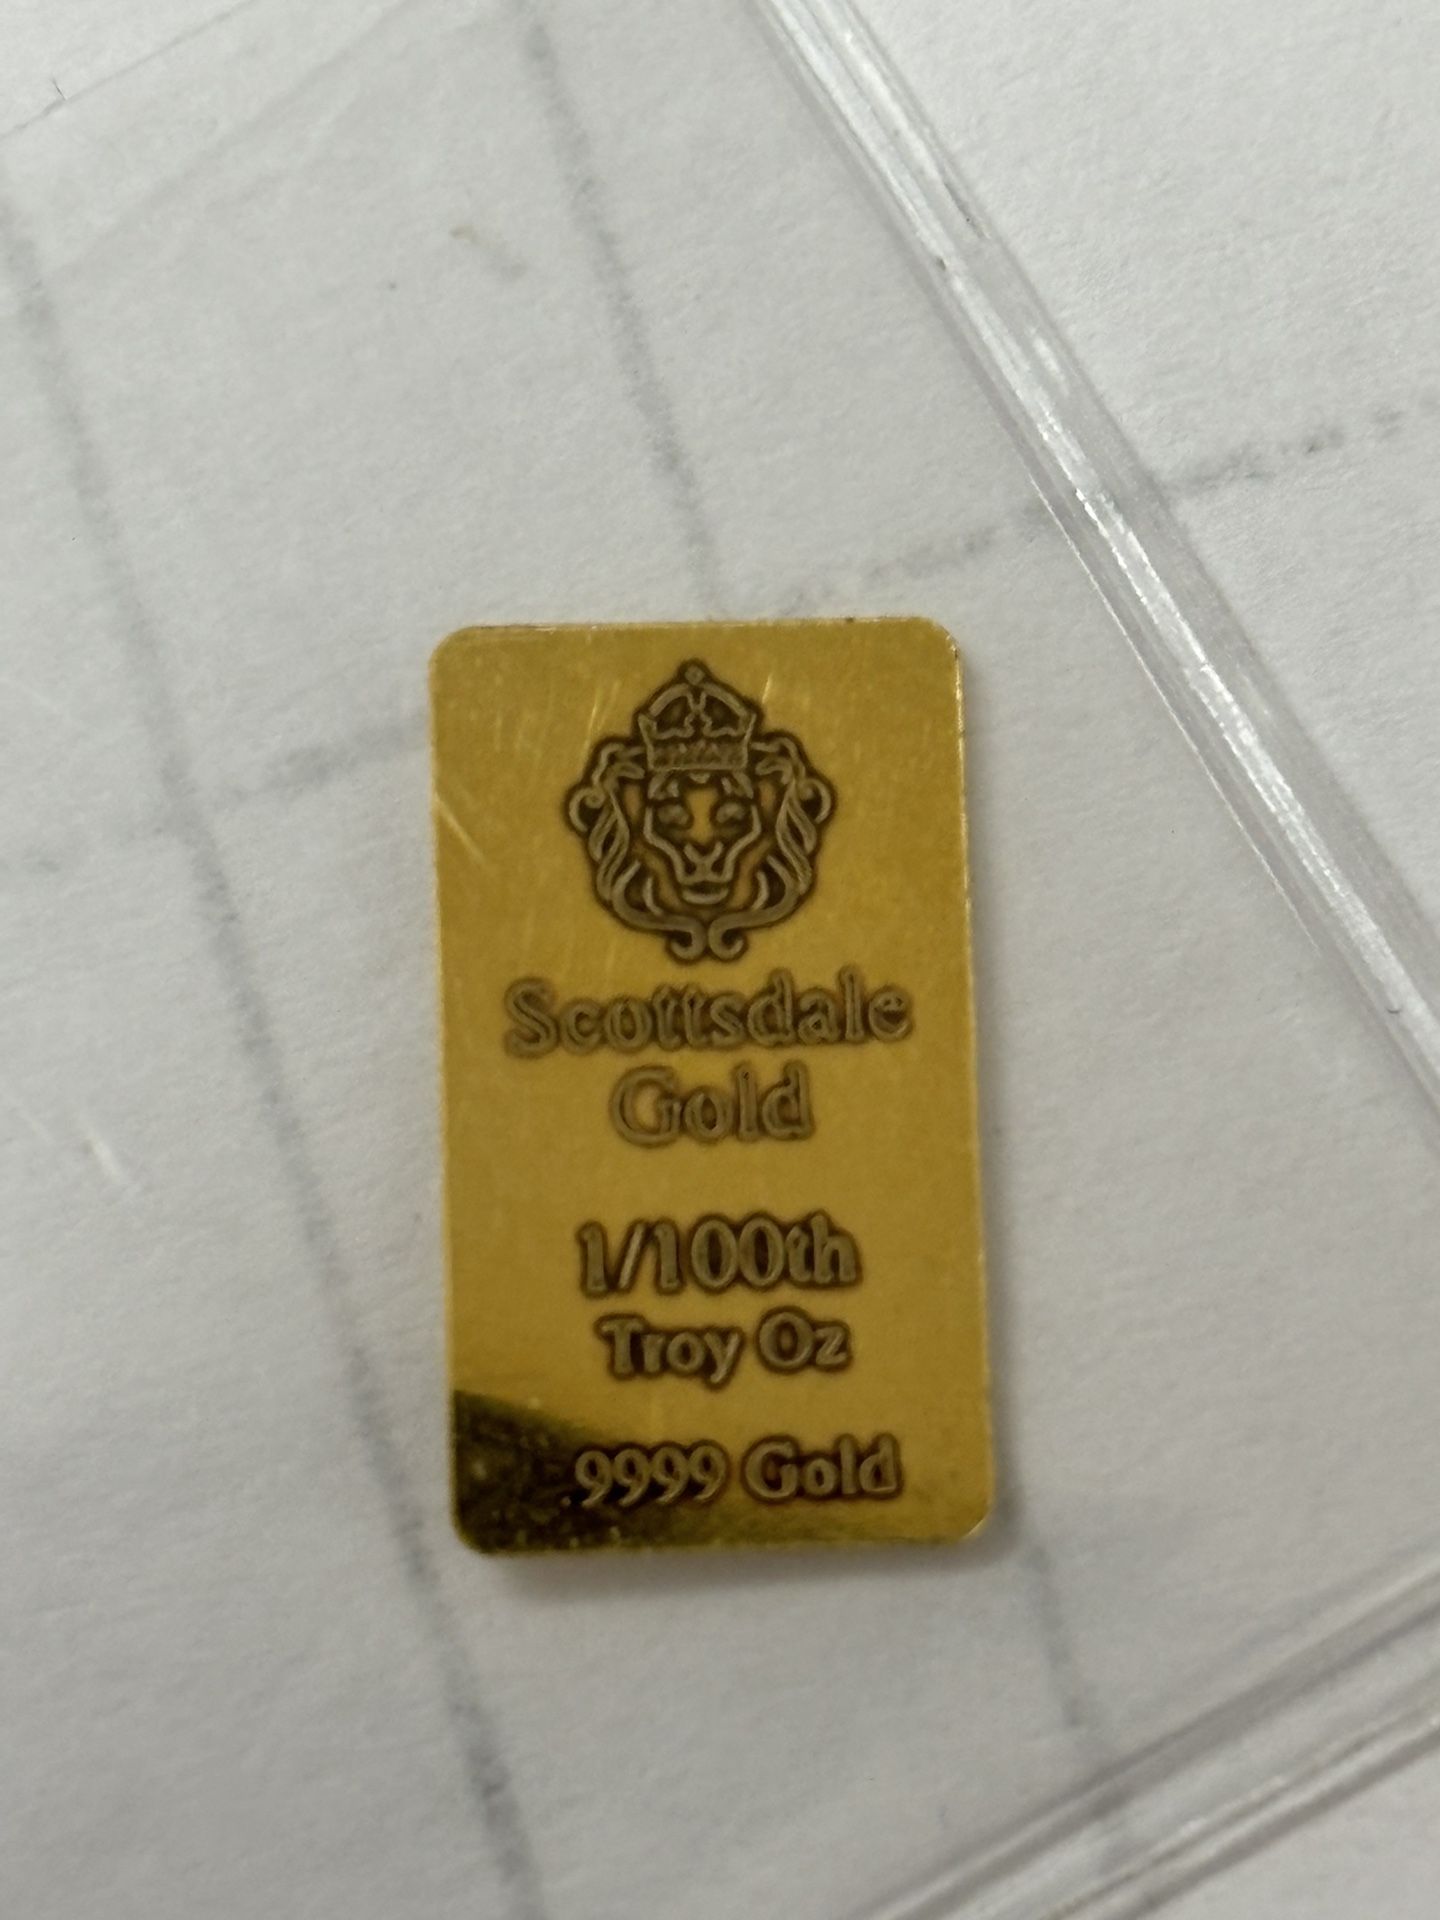 Scottsdale
Gold
1/100th
Troy Oz
.9999 Gold